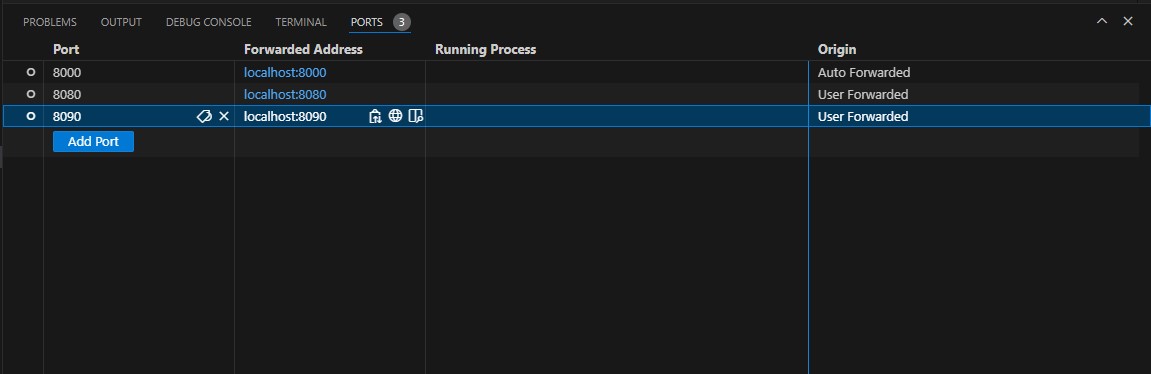 PROBLEMS OUTPUT DEBUG CONSOLE TERMINAL PORTS 3
Port Forwarded Address Running Process Origin
8000 localhost:8000 Auto Forwarded
8080 localhost:8080 User Forwarded
8090 localhost:8090 User Forwarded
Add Port